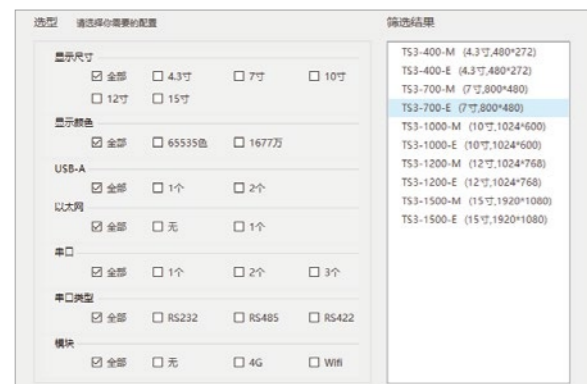 选型 请选择你需要的配置
显示尺寸
全部 4.3寸 7寸 10寸
12寸 15寸
显示颜色
全部 65535色 1677万
USB-A
全部 1个 2个
以太网
全部 无 1个
串口
全部 1个 2个 3个
串口类型
全部 RS232 RS485 RS422
模块
全部 无 4G Wifi
筛选结果
TS3-400-M (4.3寸,480*272)
TS3-400-E (4.3寸,480*272)
TS3-700-M (7寸,800*480)
TS3-700-E (7寸,800*480)
TS3-1000-M (10寸,1024*600)
TS3-1000-E (10寸,1024*600)
TS3-1200-M (12寸,1024*768)
TS3-1200-E (12寸,1024*768)
TS3-1500-M (15寸,1920*1080)
TS3-1500-E (15寸,1920*1080)